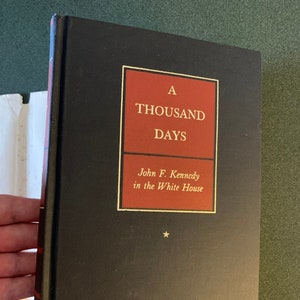 A
THOUSAND
DAYS
John F. Kennedy
in the White House